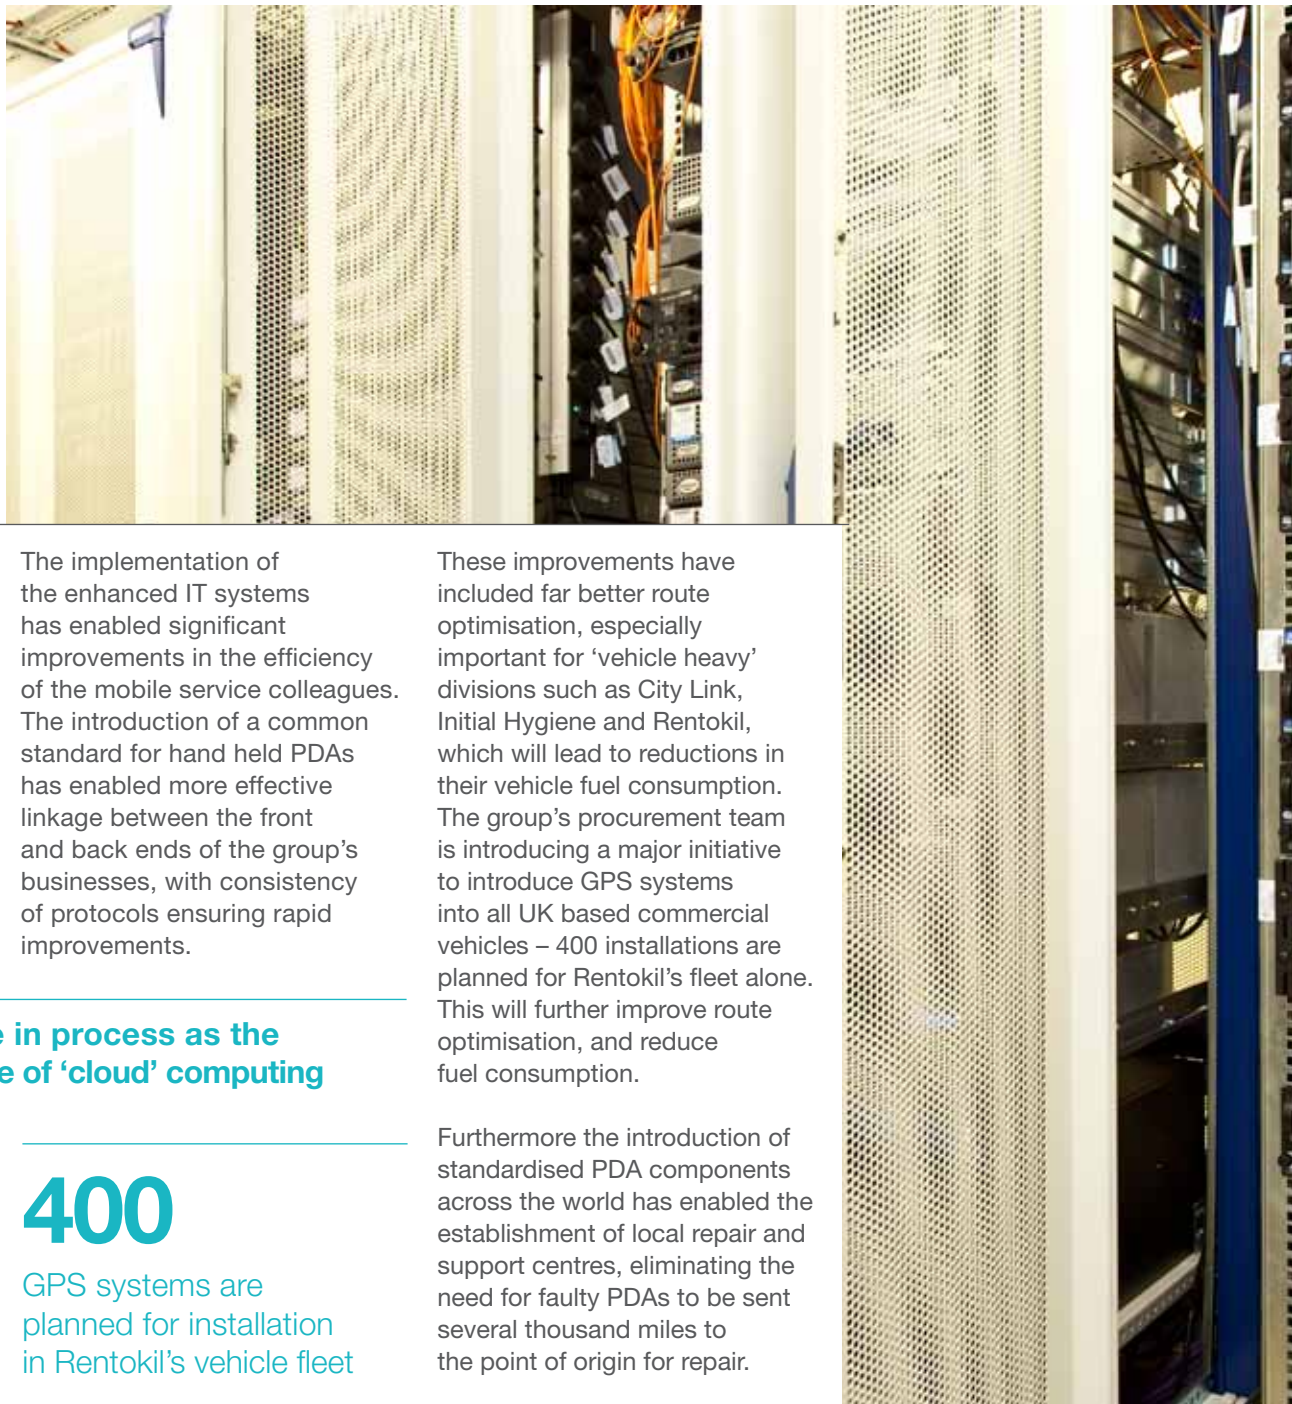 The implementation of
the enhanced IT systems
has enabled significant
improvements in the efficiency
of the mobile service colleagues.
The introduction of a common
standard for hand held PDAs
has enabled more effective
linkage between the front
and back ends of the group's
businesses, with consistency
of protocols ensuring rapid
improvements.
in process as the
of ‘cloud’ computing
400
GPS systems are
planned for installation
in Rentokil’s vehicle fleet
These improvements have
included far better route
optimisation, especially
important for ‘vehicle heavy’
divisions such as City Link,
Initial Hygiene and Rentokil,
which will lead to reductions in
their vehicle fuel consumption.
The group’s procurement team
is introducing a major initiative
to introduce GPS systems
into all UK based commercial
vehicles – 400 installations are
planned for Rentokil’s fleet alone.
This will further improve route
optimisation, and reduce
fuel consumption.
Furthermore the introduction of
standardised PDA components
across the world has enabled the
establishment of local repair and
support centres, eliminating the
need for faulty PDAs to be sent
several thousand miles to
the point of origin for repair.